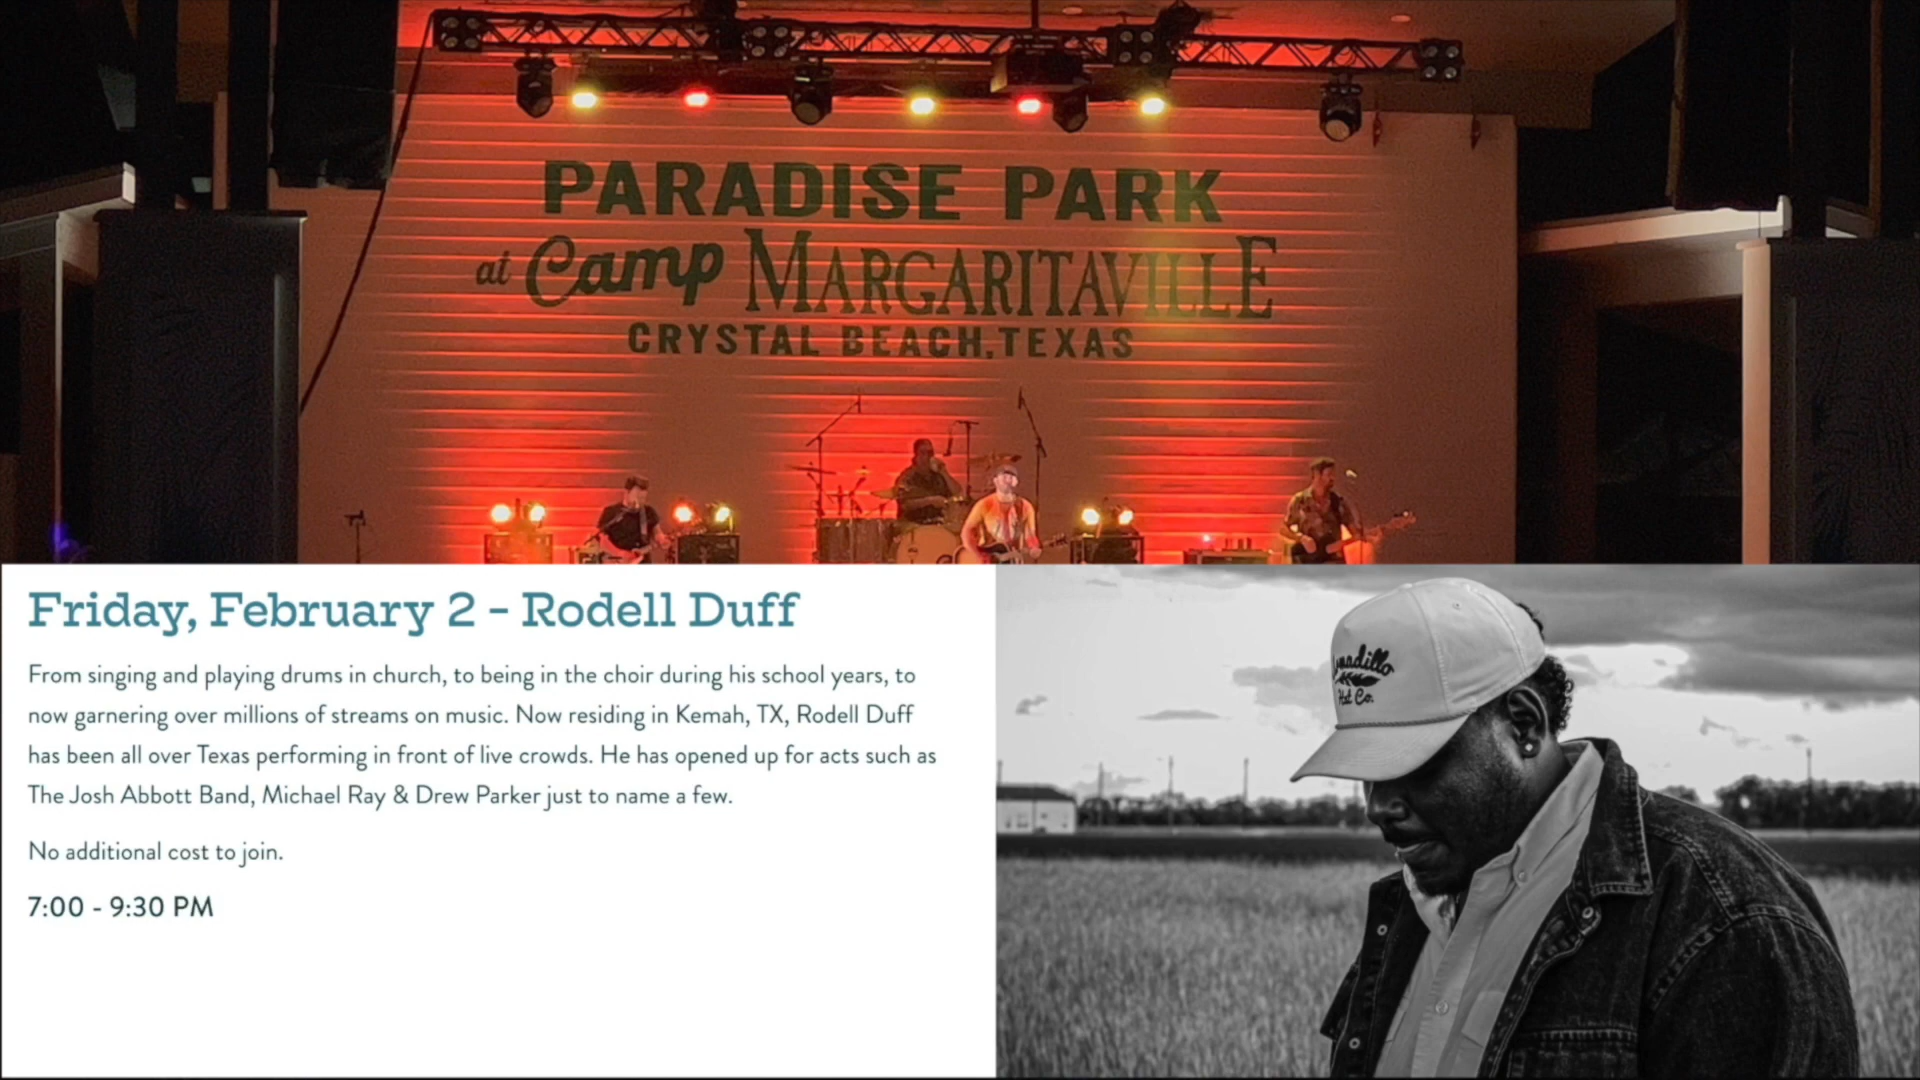 PARADISE PARK
at Camp MARGARITAVILLE
CRYSTAL BEACH, TEXAS
Friday, February 2 - Rodell Duff
From singing and playing drums in church, to being in the choir during his school years, to
now garnering over millions of streams on music. Now residing in Kemah, TX, Rodell Duff
has been all over Texas performing in front of live crowds. He has opened up for acts such as
The Josh Abbott Band, Michael Ray & Drew Parker just to name a few.
No additional cost to join.
7:00 - 9:30 PM
Hat Co.